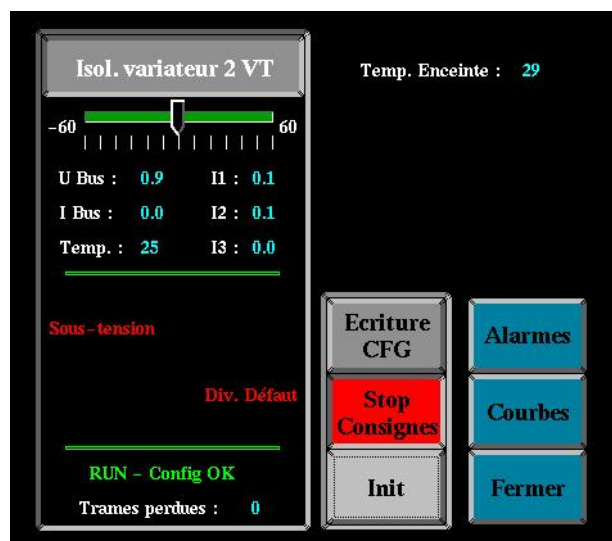 Isol. variateur 2 VT
Temp. Enceinte : 29
-60 60
U Bus : 0.9 I1 : 0.1
I Bus : 0.0 I2 : 0.1
Temp. : 25 I3 : 0.0
Sous-tension
Div. Défaut
RUN - Config OK
Trames perdues : 0
Ecriture
CFG
Alarmes
Stop
Consignes
Courbes
Init
Fermer